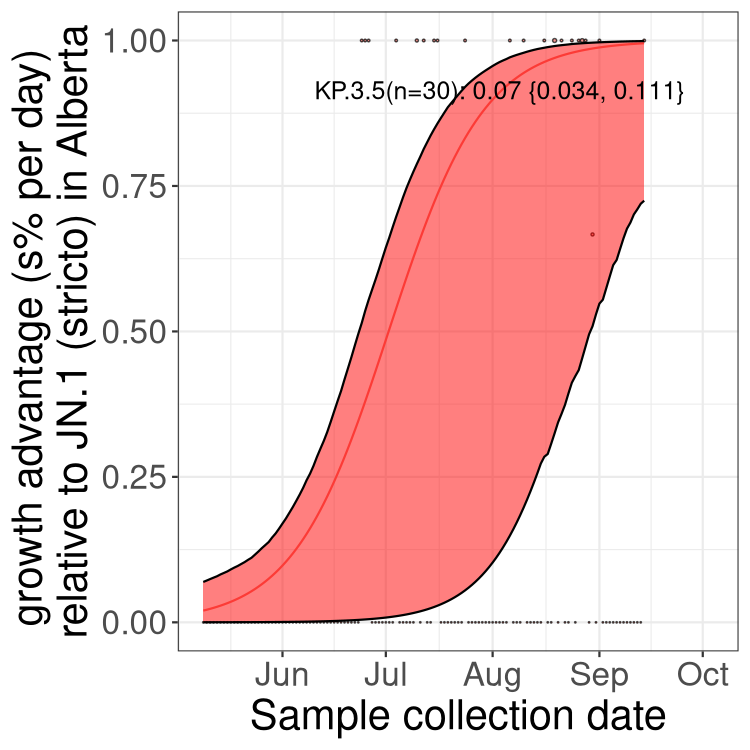 growth advantage (s% per day)
relative to JN.1 (stricto) in Alberta
1.00
0.75
0.50
0.25
0.00
KP.3.5(n=30): 0.07 {0.034, 0.111}
Jun Jul Aug Sep Oct
Sample collection date